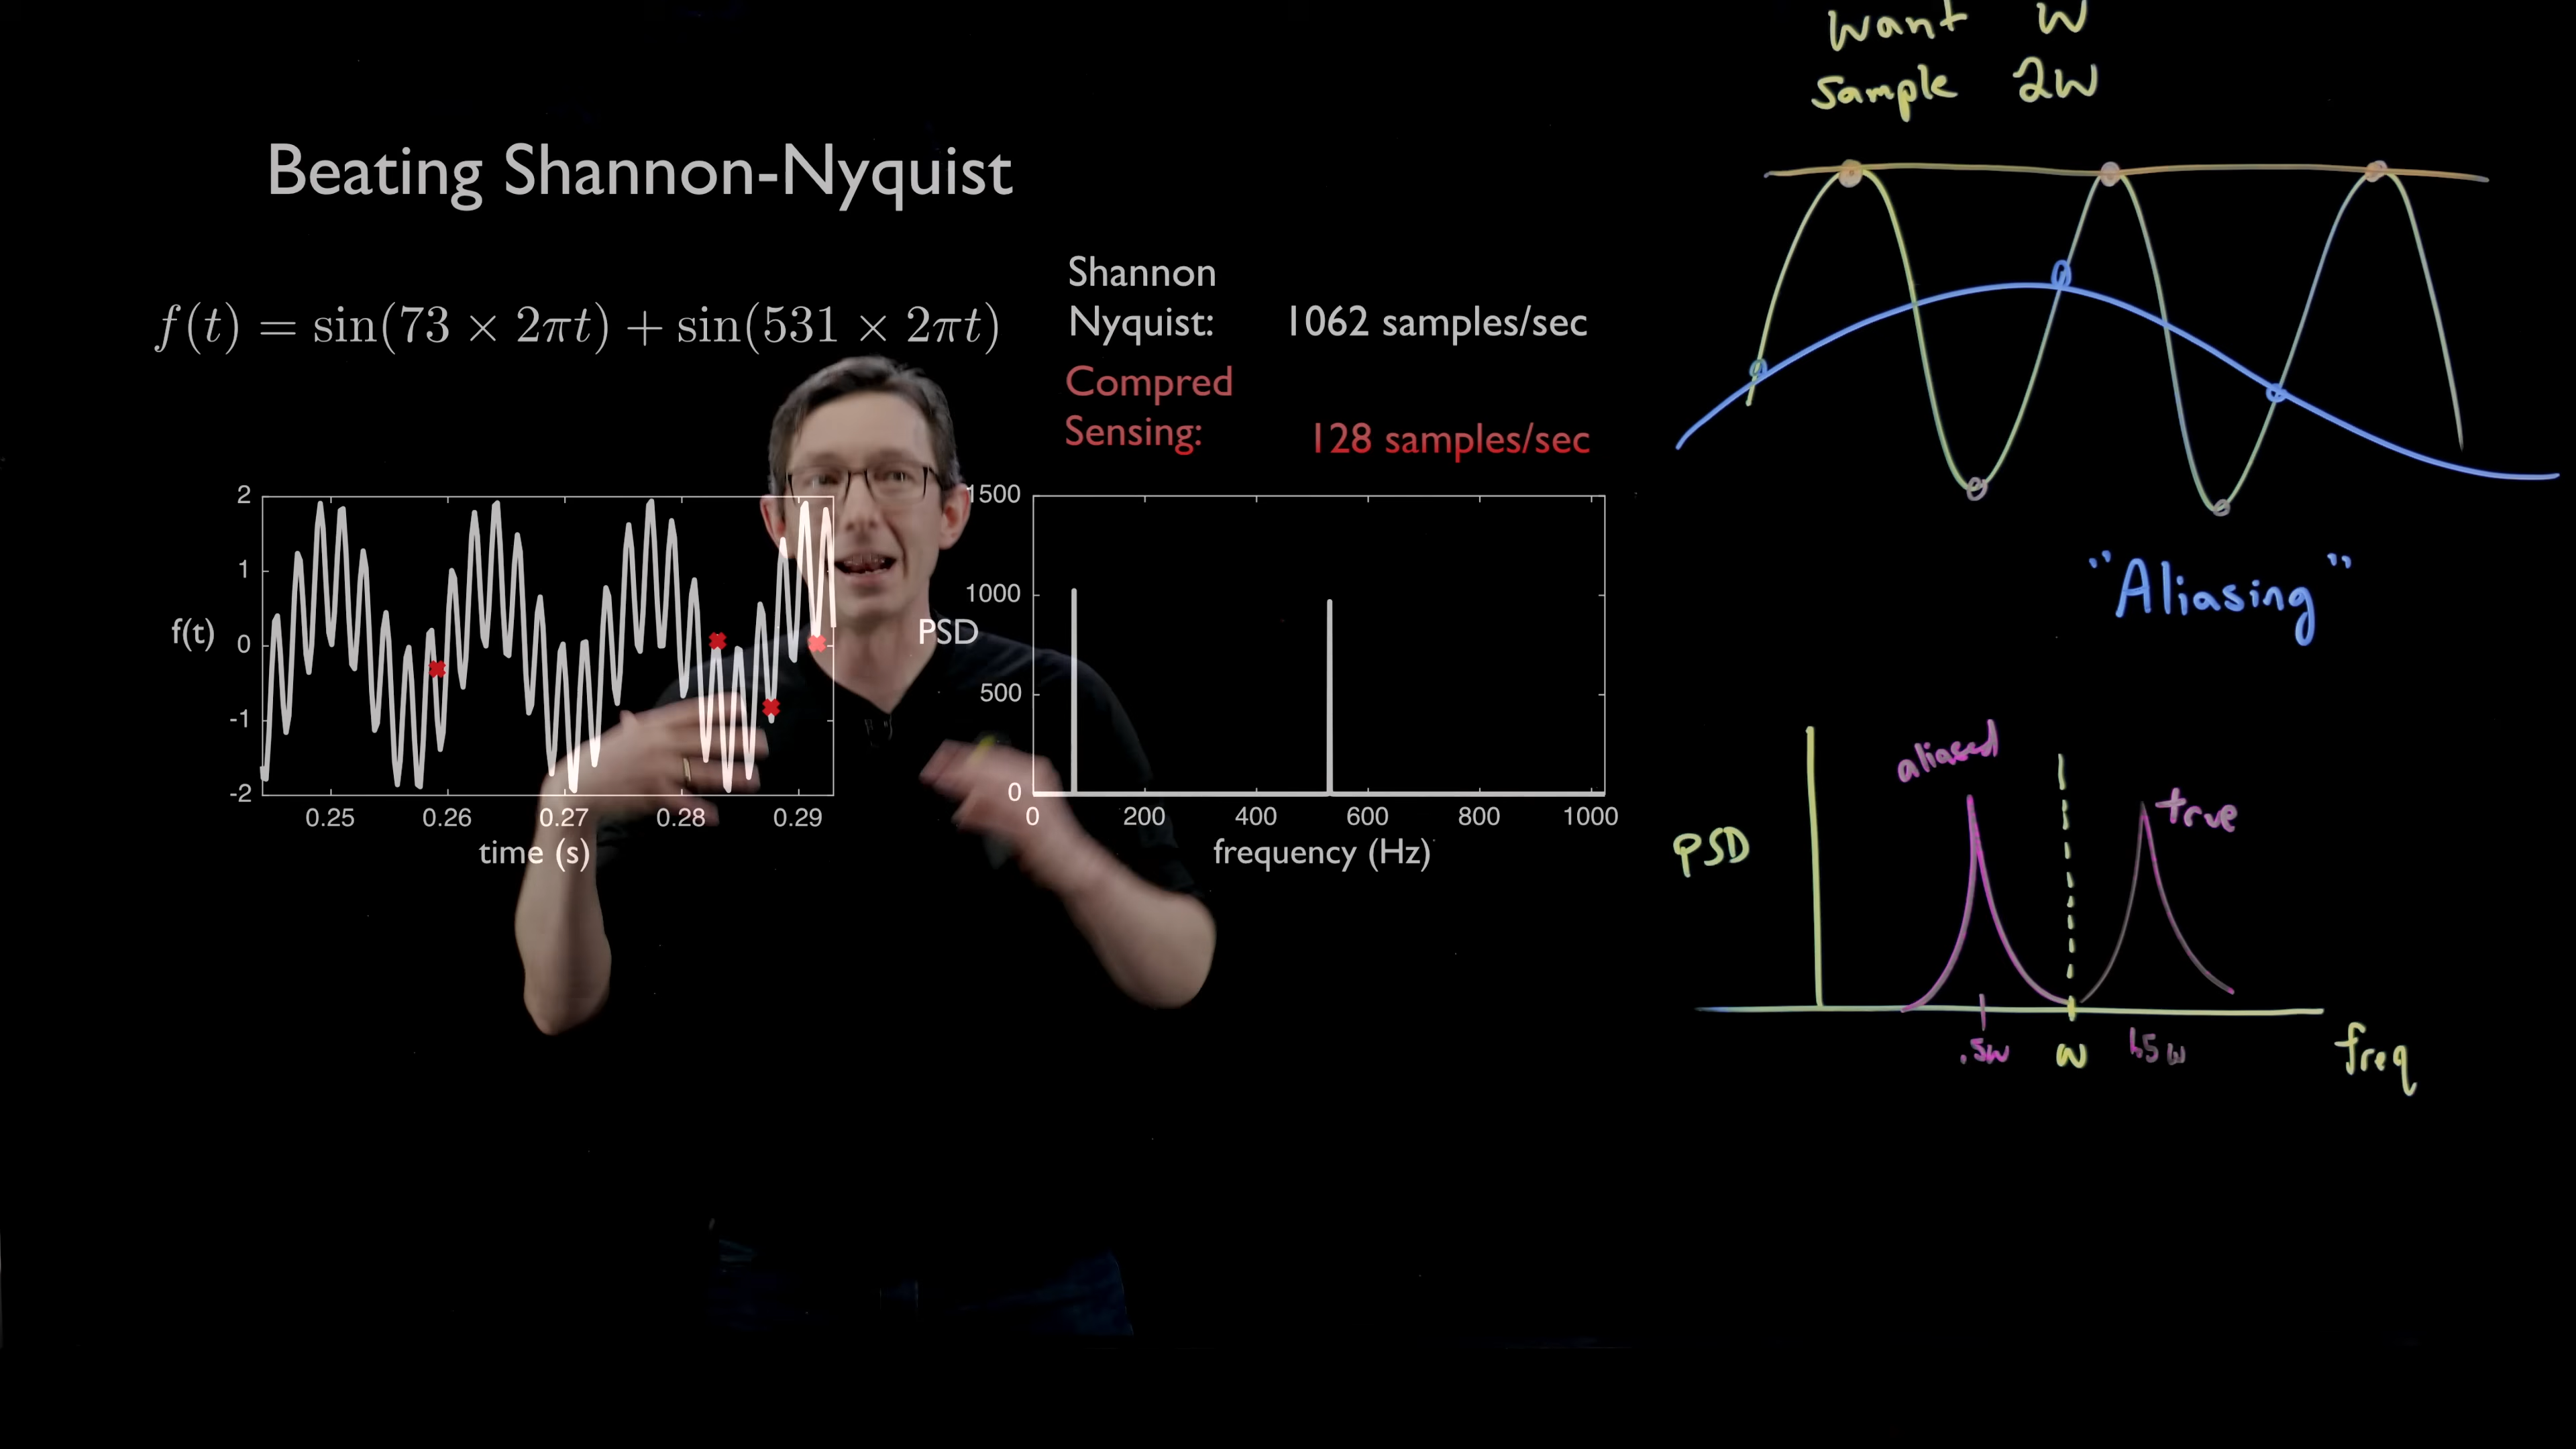 Beating Shannon-Nyquist
f(t) = sin(73 × 2πt) + sin(531 × 2πt)
Shannon
Nyquist: 1062 samples/sec
Compred
Sensing: 128 samples/sec
2
1
0
-1
-2
f(t)
0.25 0.26 0.27 0.28 0.29
time (s)
1500
1000
500
0
PSD
0 200 400 600 800 1000
frequency (Hz)
want W
Sample 2W
"Aliasing"
aliased
true
PSD
.5w w 1.5w
freq